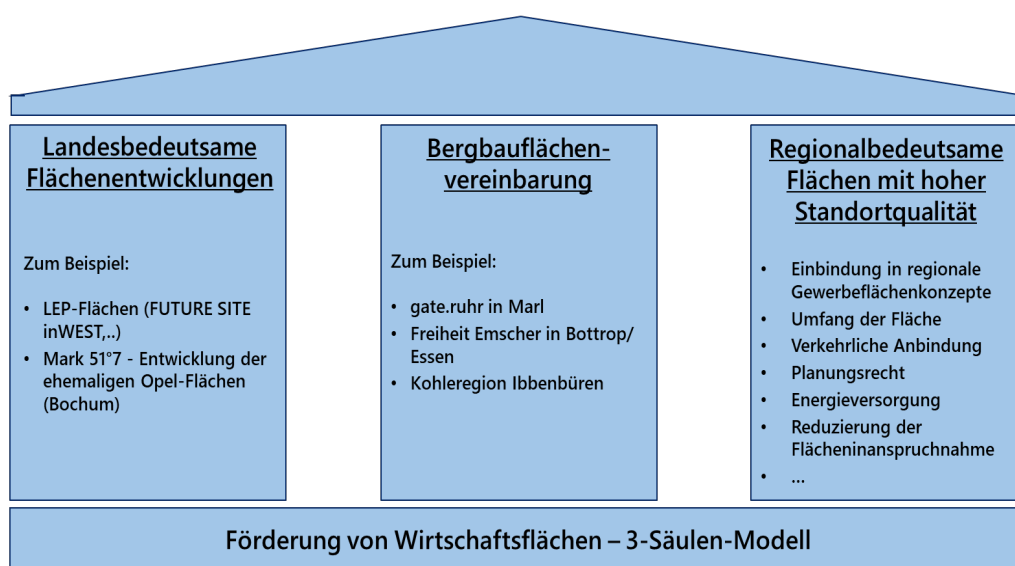 Landesbedeutsame
Flächenentwicklungen
Zum Beispiel:
• LEP-Flächen (FUTURE SITE
inWEST,..)
• Mark 51°7 - Entwicklung der
ehemaligen Opel-Flächen
(Bochum)
Bergbauflächen-
vereinbarung
Zum Beispiel:
• gate.ruhr in Marl
• Freiheit Emscher in Bottrop/
Essen
• Kohleregion Ibbenbüren
Regionalbedeutsame
Flächen mit hoher
Standortqualität
• Einbindung in regionale
Gewerbeflächenkonzepte
• Umfang der Fläche
• Verkehrliche Anbindung
• Planungsrecht
• Energieversorgung
• Reduzierung der
Flächeninanspruchnahme
• ...
Förderung von Wirtschaftsflächen – 3-Säulen-Modell